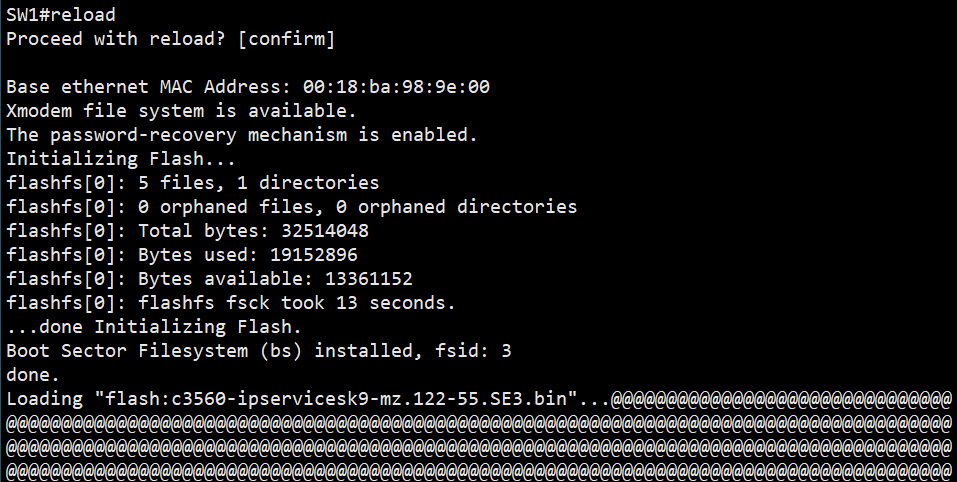 SW1#reload
Proceed with reload? [confirm]
Base ethernet MAC Address: 00:18:ba:98:9e:00
Xmodem file system is available.
The password-recovery mechanism is enabled.
Initializing Flash...
flashfs[0]: 5 files, 1 directories
flashfs[0]: 0 orphaned files, 0 orphaned directories
flashfs[0]: Total bytes: 32514048
flashfs[0]: Bytes used: 19152896
flashfs[0]: Bytes available: 13361152
flashfs[0]: flashfs fsck took 13 seconds.
...done Initializing Flash.
Boot Sector Filesystem (bs) installed, fsid: 3
done.
Loading "flash:c3560-ipservicesk9-mz.122-55.SE3.bin"...@@@@@@@@@@@@@@@@@@@@@@@@@@@@@@@
@@@@@@@@@@@@@@@@@@@@@@@@@@@@@@@@@@@@@@@@@@@@@@@@@@@@@@@@@@@@@@@@@@@@@@@@@@@@@@@@@@@@@@
@@@@@@@@@@@@@@@@@@@@@@@@@@@@@@@@@@@@@@@@@@@@@@@@@@@@@@@@@@@@@@@@@@@@@@@@@@@@@@@@@@@@@@
@@@@@@@@@@@@@@@@@@@@@@@@@@@@@@@@@@@@@@@@@@@@@@@@@@@@@@@@@@@@@@@@@@@@@@@@@@@@@@@@@@@@@@